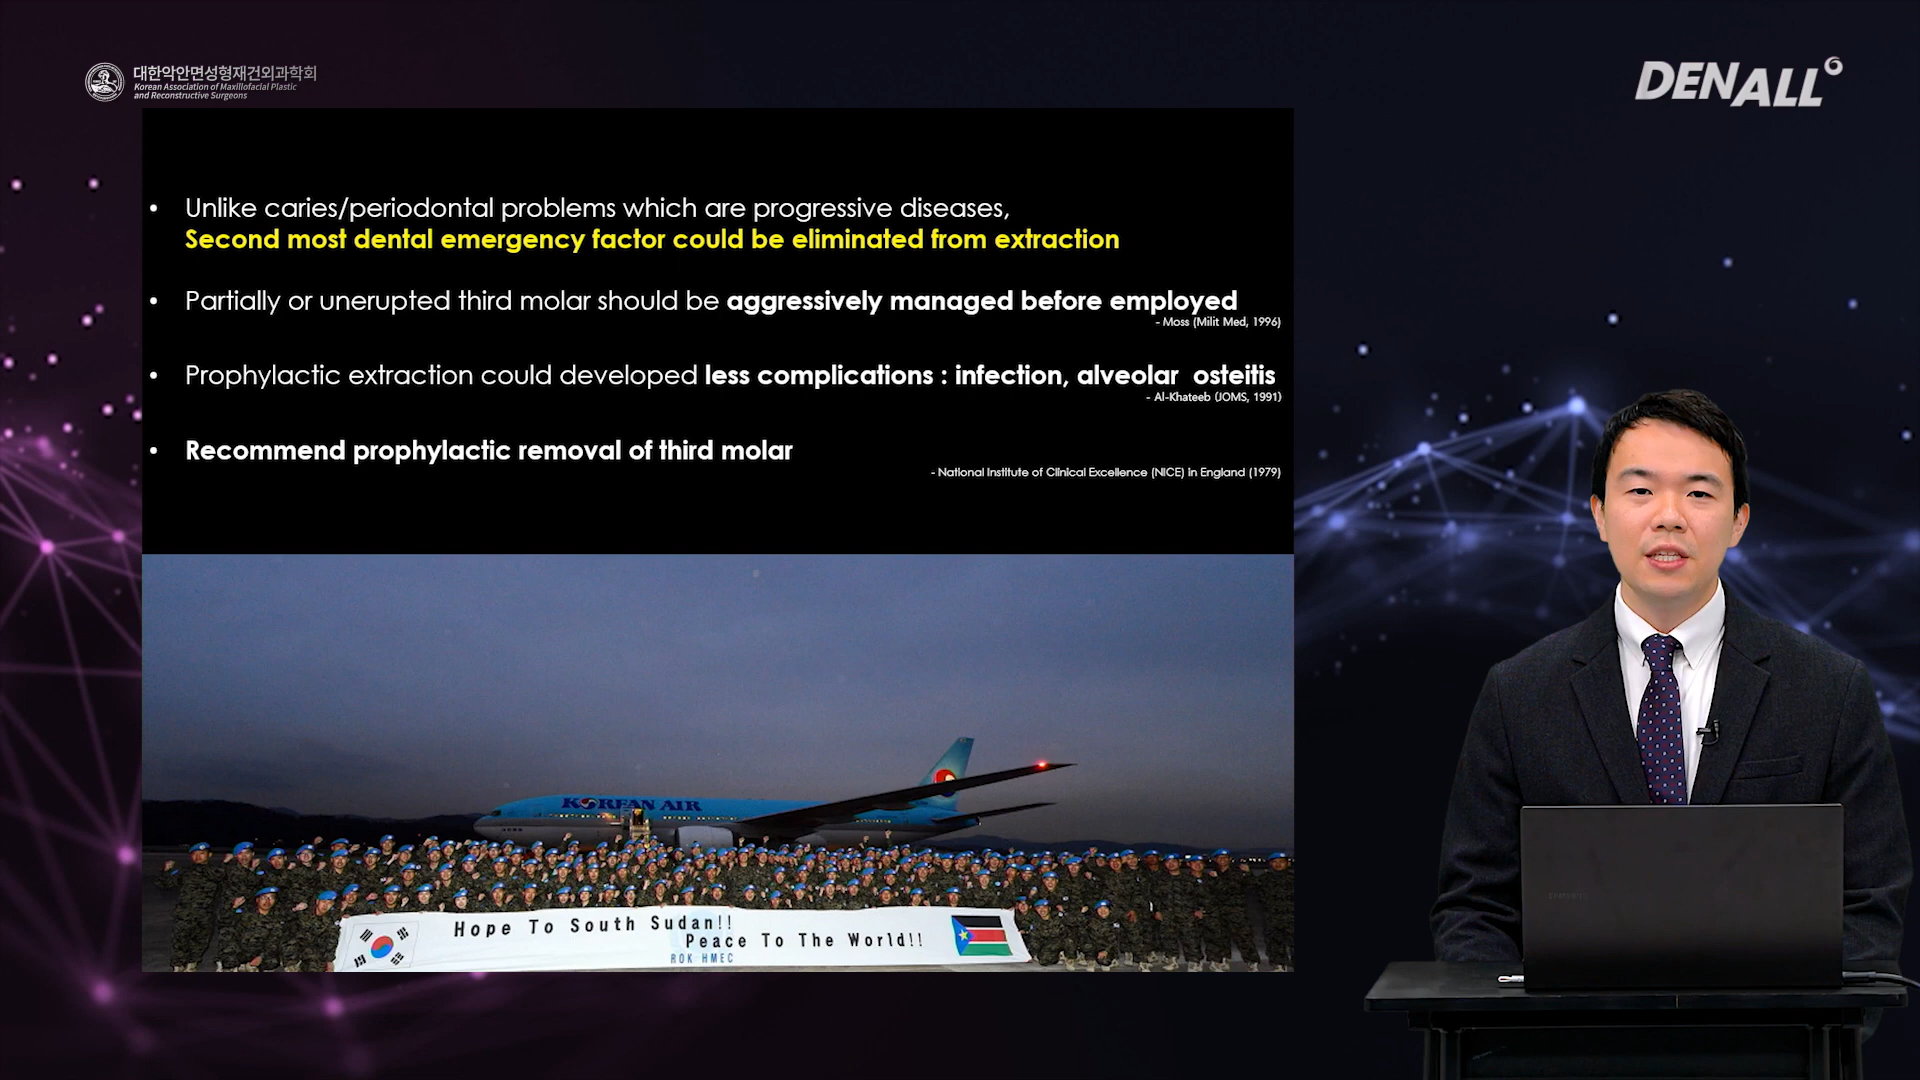 대한악안면성형재건외과학회
Korean Association of Maxillofacial Plastic
and Reconstructive Surgeons
DENALL
• Unlike caries/periodontal problems which are progressive diseases,
Second most dental emergency factor could be eliminated from extraction
• Partially or unerupted third molar should be aggressively managed before employed
- Moss (Milit Med, 1996)
• Prophylactic extraction could developed less complications : infection, alveolar osteitis
- Al-Khateeb (JOMS, 1991)
• Recommend prophylactic removal of third molar
- National Institute of Clinical Excellence (NICE) in England (1979)
KOREAN AIR
Hope To South Sudan!!
Peace To The World!!
ROK HMEC
SAMSUNG